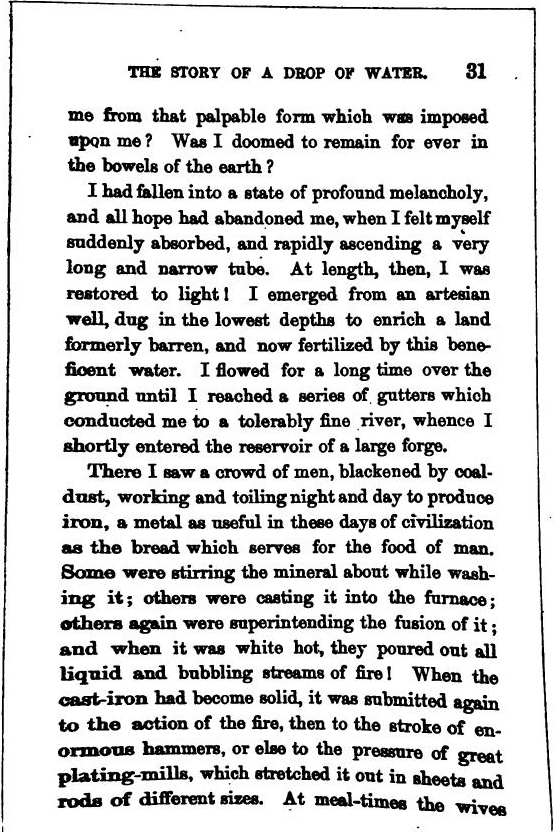 THE STORY OF A DROP OF WATER. 31
me from that palpable form which was imposed
upon me? Was I doomed to remain for ever in
the bowels of the earth?
I had fallen into a state of profound melancholy,
and all hope had abandoned me, when I felt myself
suddenly absorbed, and rapidly ascending a very
long and narrow tube. At length, then, I was
restored to light! I emerged from an artesian
well, dug in the lowest depths to enrich a land
formerly barren, and now fertilized by this bene-
ficent water. I flowed for a long time over the
ground until I reached a series of gutters which
conducted me to a tolerably fine river, whence I
shortly entered the reservoir of a large forge.
There I saw a crowd of men, blackened by coal-
dust, working and toiling night and day to produce
iron, a metal as useful in these days of civilization
as the bread which serves for the food of man.
Some were stirring the mineral about while wash-
ing it; others were casting it into the furnace;
others again were superintending the fusion of it;
and when it was white hot, they poured out all
liquid and bubbling streams of fire! When the
cast-iron had become solid, it was submitted again
to the action of the fire, then to the stroke of en-
ormous hammers, or else to the pressure of great
plating-mills, which stretched it out in sheets and
rods of different sizes. At meal-times the wives